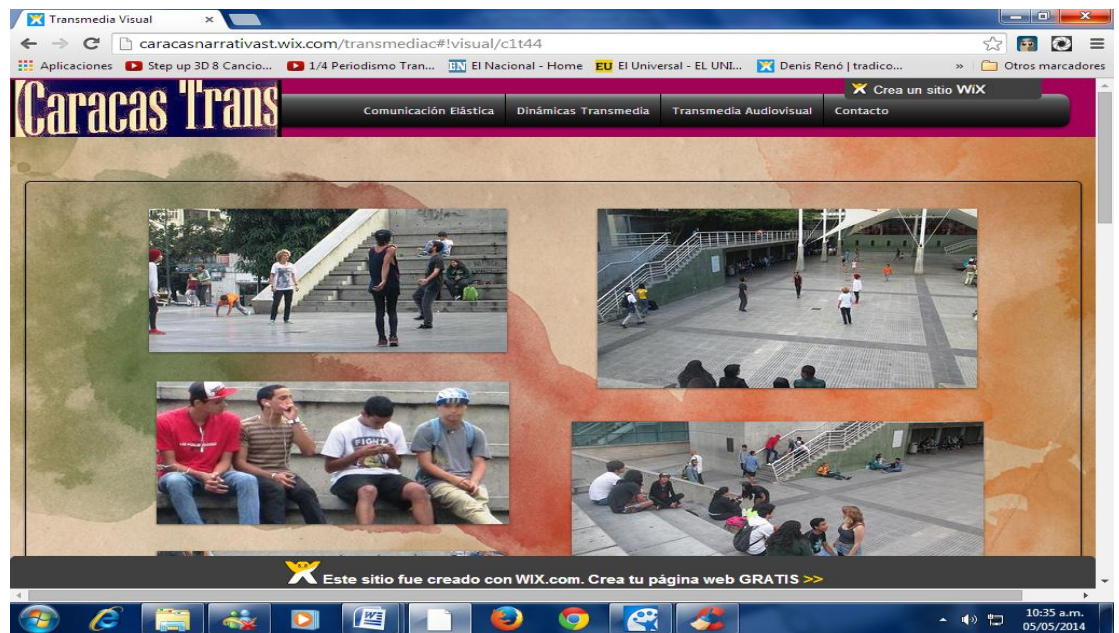 Transmedia Visual
caracasnarrativast.wix.com/transmediac#!visual/c1t44
Aplicaciones Step up 3D 8 Cancio... 1/4 Periodismo Tran... EN El Nacional - Home EU El Universal - EL UNI... Denis Renó | tradico... » Otros marcadores
Crea un sitio WiX
Caracas Trans
Comunicación Elástica Dinámicas Transmedia Transmedia Audiovisual Contacto
FIGHT
Este sitio fue creado con WIX.com. Crea tu página web GRATIS >>
10:35 a.m.
05/05/2014